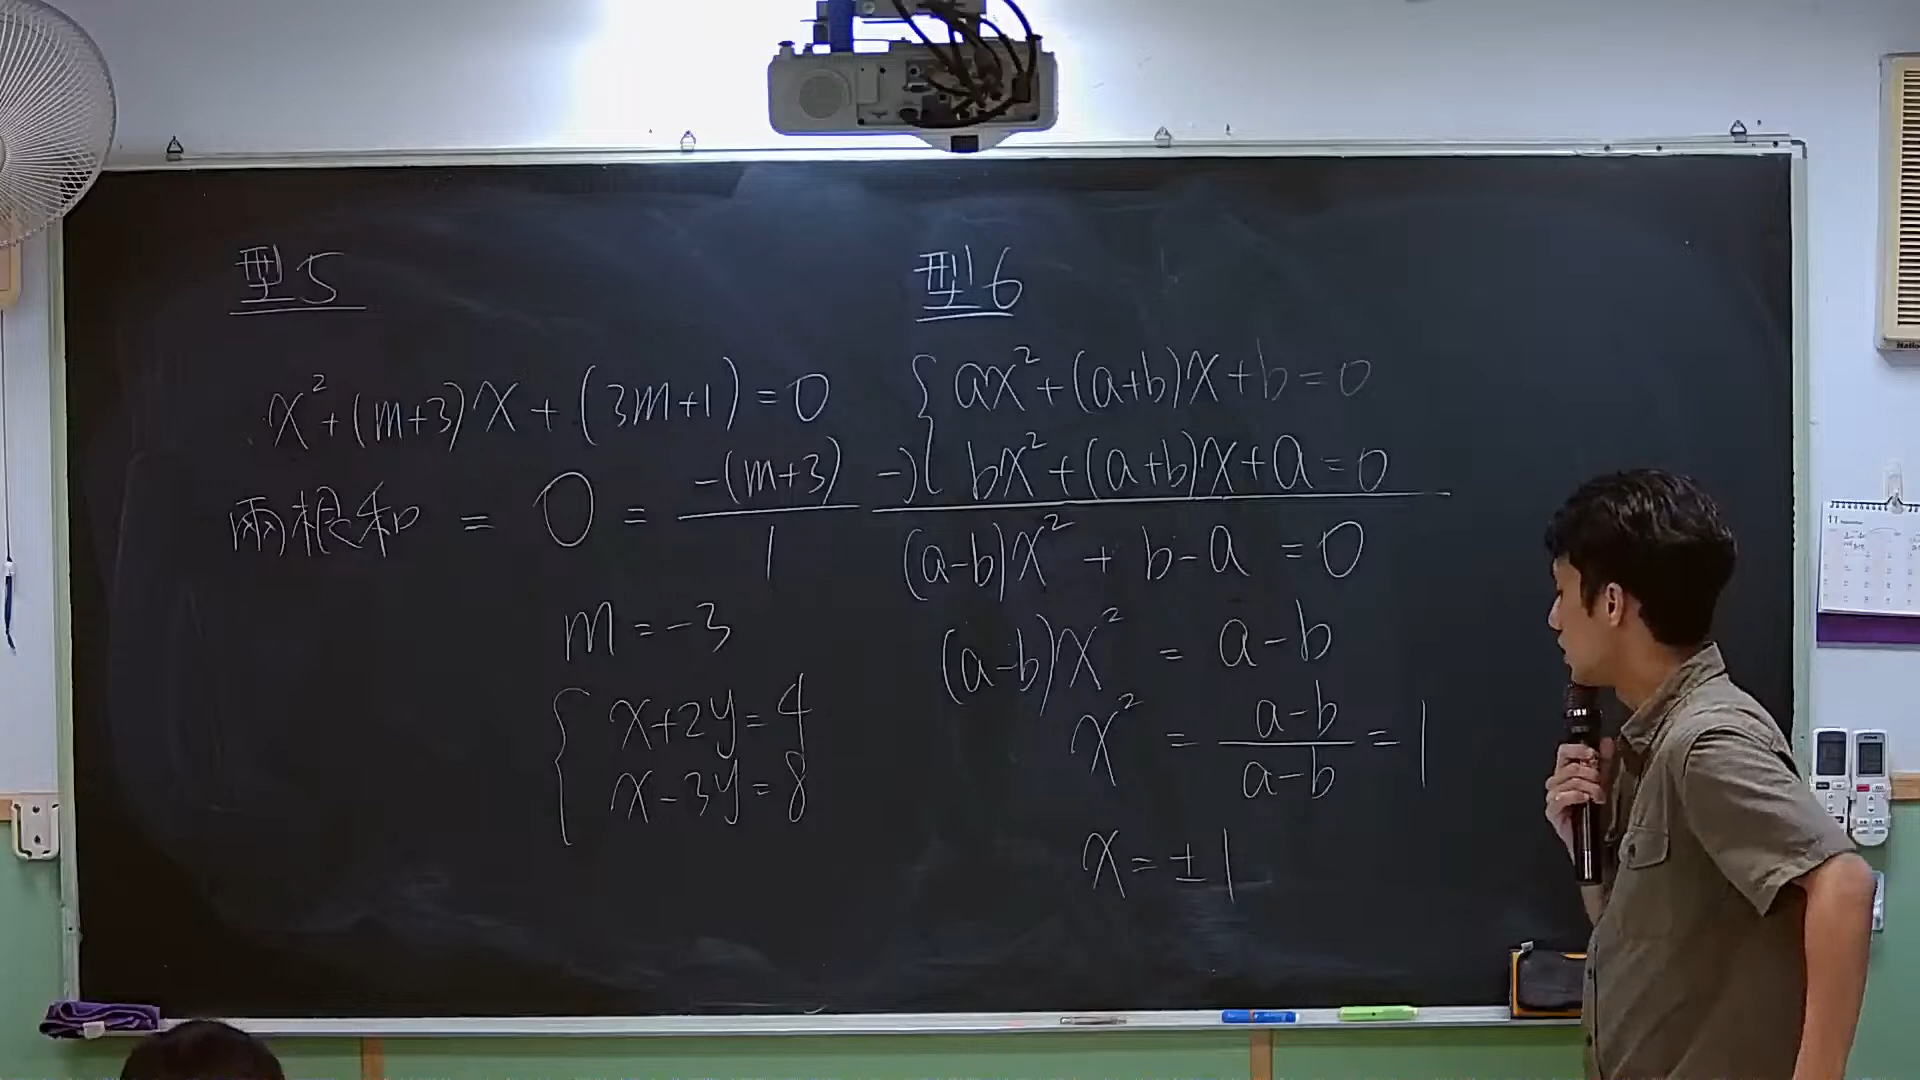 型5
x²+(m+3)x+(3m+1)=0
兩根和 = 0 = -(m+3)/1
m=-3
{ x+2y=4
x-3y=8
型6
{ ax²+(a+b)x+b=0
-) bx²+(a+b)x+a=0
(a-b)x² + b-a =0
(a-b)x² = a-b
x² = (a-b)/(a-b) = 1
x=±1
11